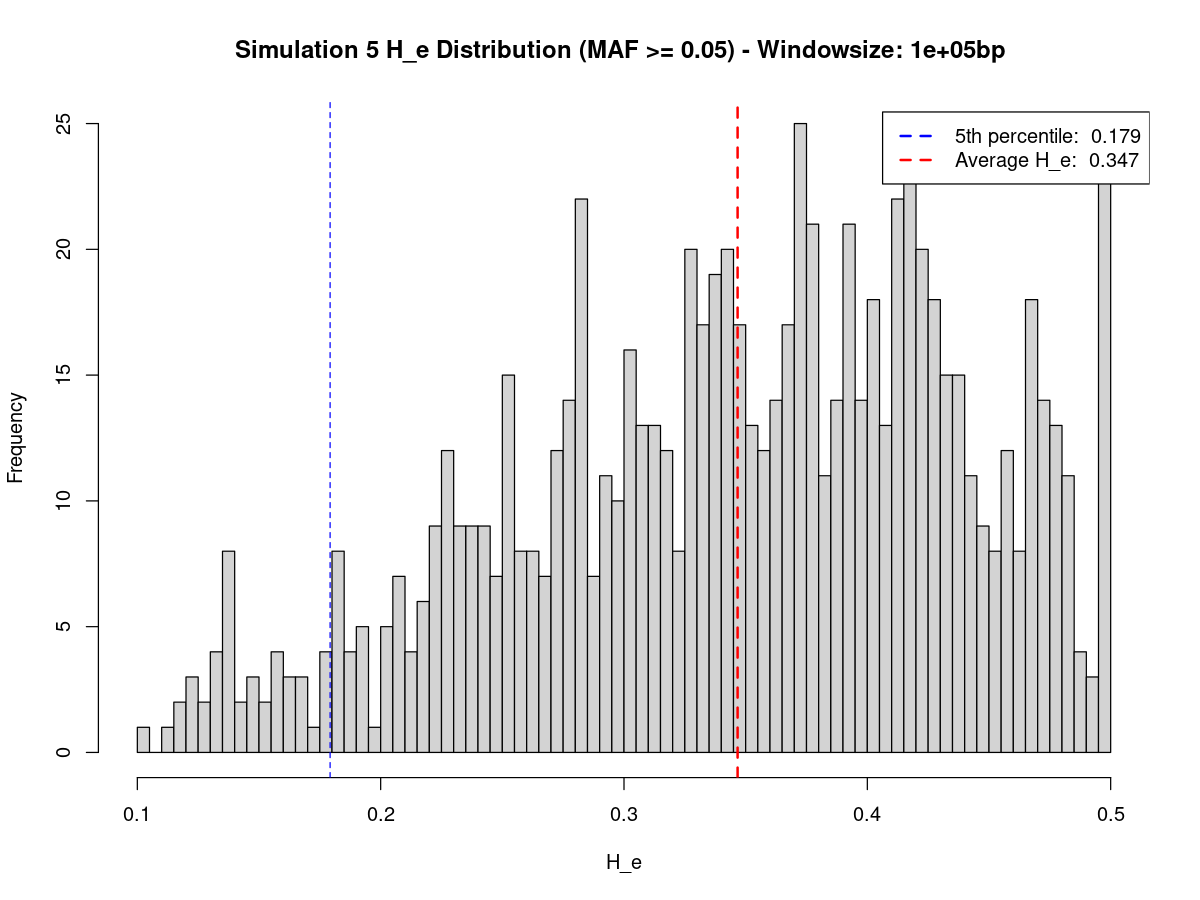 Simulation 5 H_e Distribution (MAF >= 0.05) - Windowsize: 1e+05bp
5th percentile: 0.179
Average H_e: 0.347
Frequency
25
20
15
10
5
0
0.1 0.2 0.3 0.4 0.5
H_e